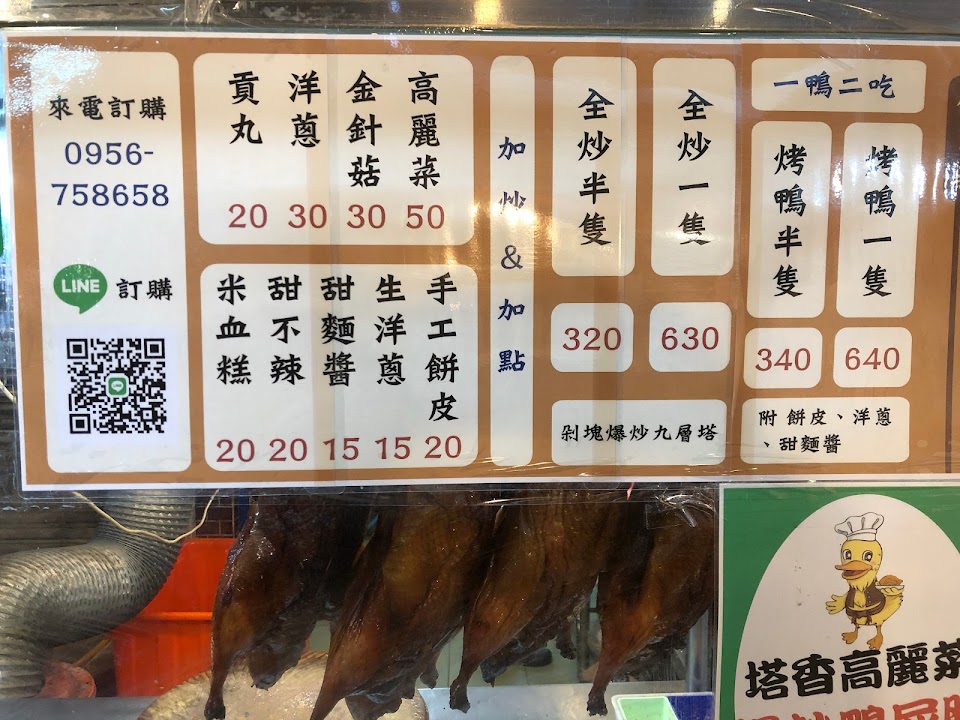 來電訂購
0956-
758658
LINE 訂購
貢丸 20
洋蔥 30
金針菇 30
高麗菜 50
米血糕 20
甜不辣 20
甜麵醬 15
生洋蔥 15
手工餅皮 20
加炒&加點
全炒半隻 320
全炒一隻 630
剁塊爆炒九層塔
一鴨二吃
烤鴨半隻 340
烤鴨一隻 640
附餅皮、洋蔥
、甜麵醬
塔香高麗菜